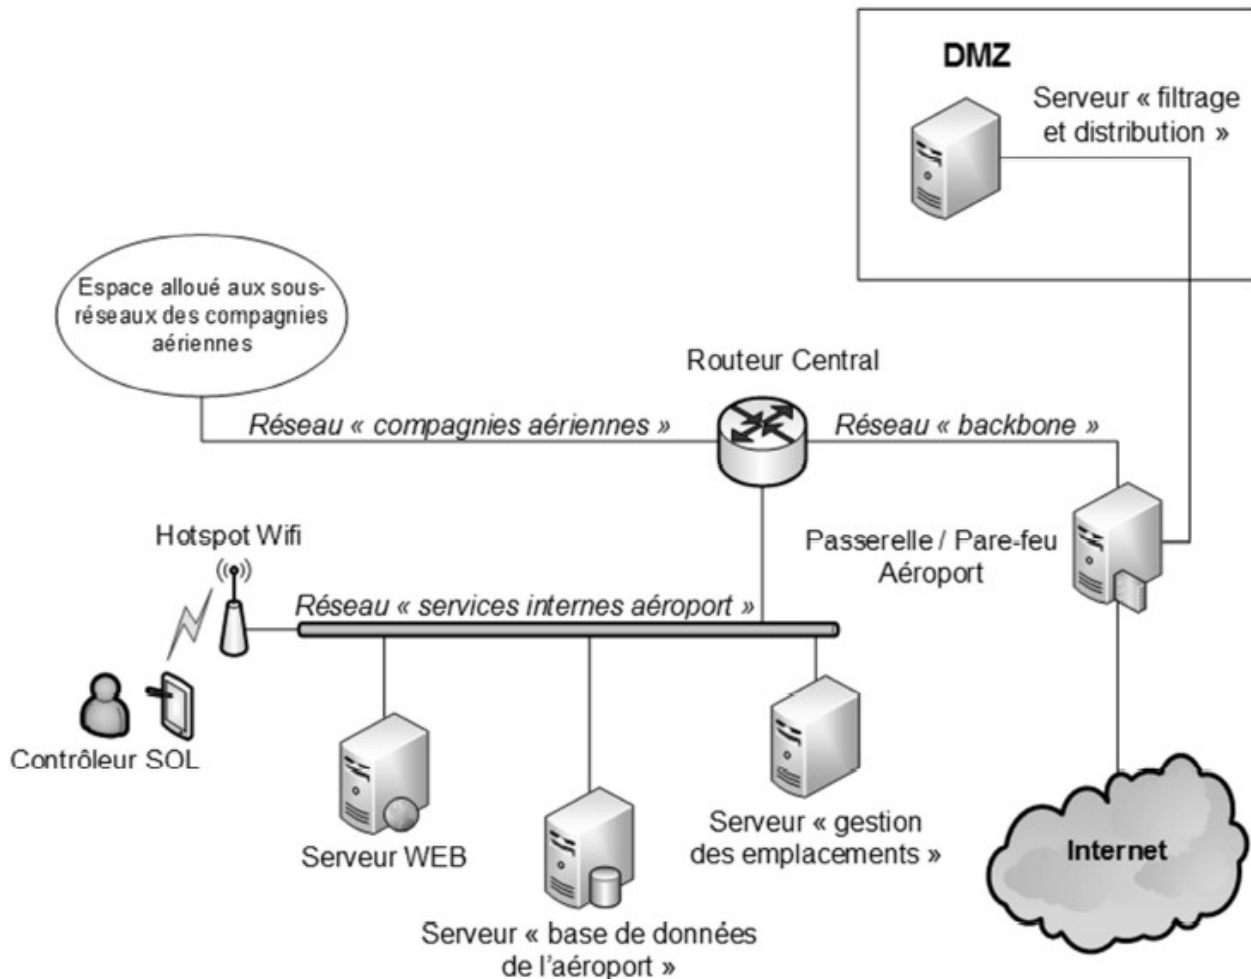 DMZ
Serveur « filtrage
et distribution »
Espace alloué aux sous-
réseaux des compagnies
aériennes
Routeur Central
Réseau « compagnies aériennes »
Réseau « backbone »
Hotspot Wifi
Passerelle / Pare-feu
Aéroport
Réseau « services internes aéroport »
Contrôleur SOL
Serveur WEB
Serveur « gestion
des emplacements »
Internet
Serveur « base de données
de l'aéroport »